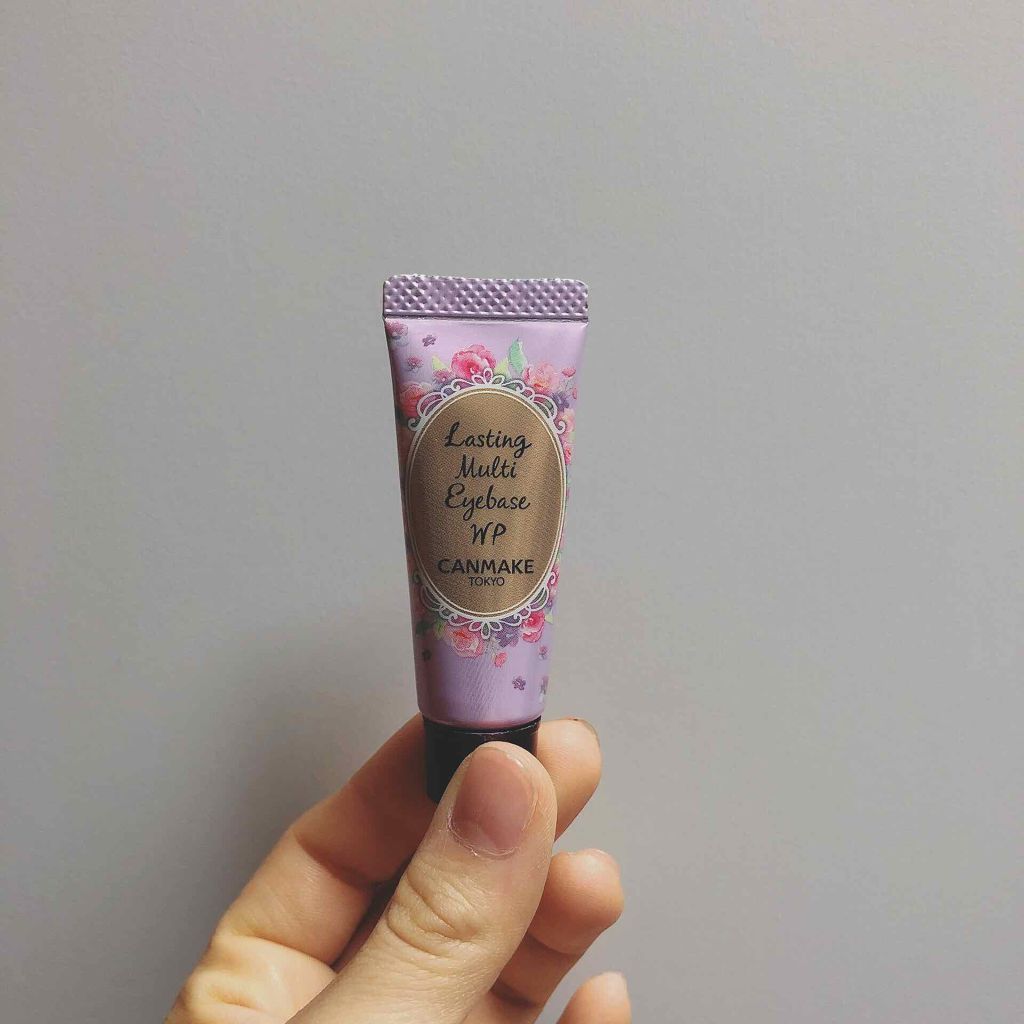 Lasting
Multi
Eyebase
WP
CANMAKE
TOKYO